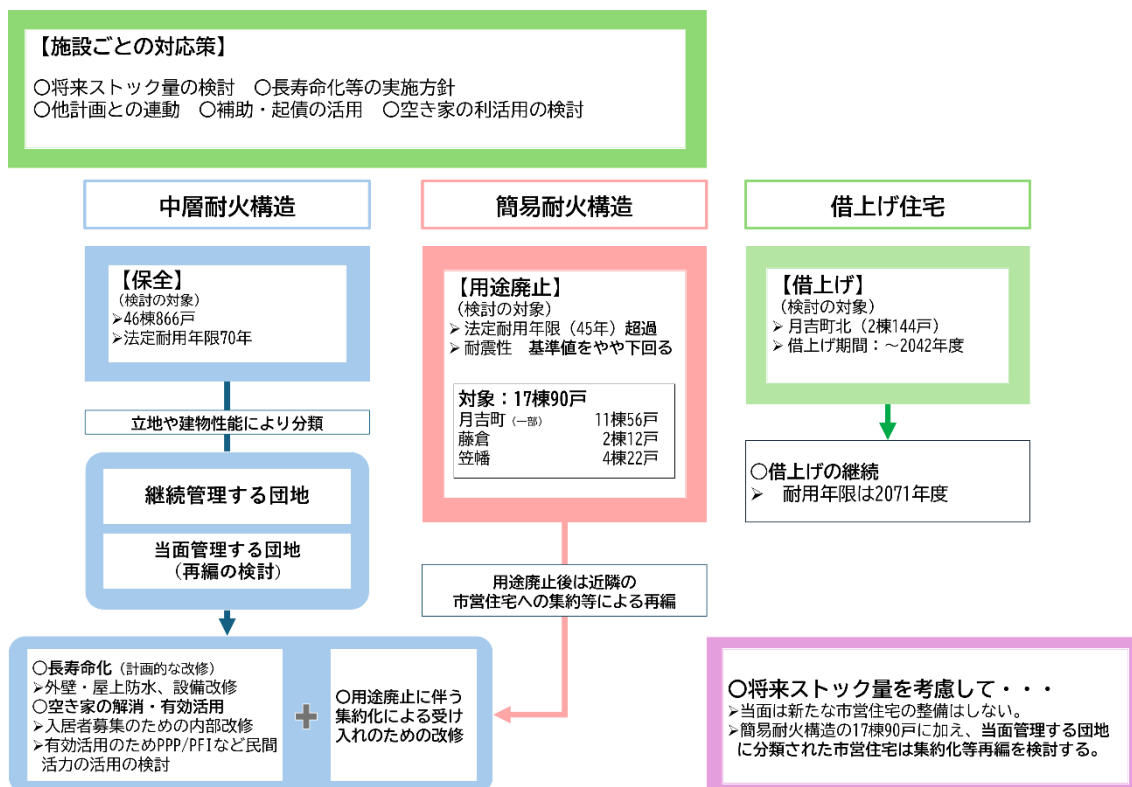 【施設ごとの対応策】
〇将来ストック量の検討　〇長寿命化等の実施方針
〇他計画との連動　〇補助・起債の活用　〇空き家の利活用の検討
中層耐火構造
【保全】
（検討の対象）
➢46棟866戸
➢法定耐用年限70年
立地や建物性能により分類
継続管理する団地
当面管理する団地
(再編の検討)
〇長寿命化（計画的な改修）
➢外壁・屋上防水、設備改修
〇空き家の解消・有効活用
➢入居者募集のための内部改修
➢有効活用のためPPP/PFIなど民間
活力の活用の検討
+
〇用途廃止に伴う
集約化による受け
入れのための改修
簡易耐火構造
【用途廃止】
（検討の対象）
➢ 法定耐用年限（45年）超過
➢ 耐震性　基準値をやや下回る
対象：17棟90戸
月吉町（一部）　11棟56戸
藤倉　2棟12戸
笠幡　4棟22戸
用途廃止後は近隣の
市営住宅への集約等による再編
借上げ住宅
【借上げ】
（検討の対象）
➢ 月吉町北（2棟144戸）
➢ 借上げ期間：～2042年度
〇借上げの継続
➢　耐用年限は2071年度
〇将来ストック量を考慮して・・・
➢当面は新たな市営住宅の整備はしない。
➢簡易耐火構造の17棟90戸に加え、当面管理する団地
に分類された市営住宅は集約化等再編を検討する。